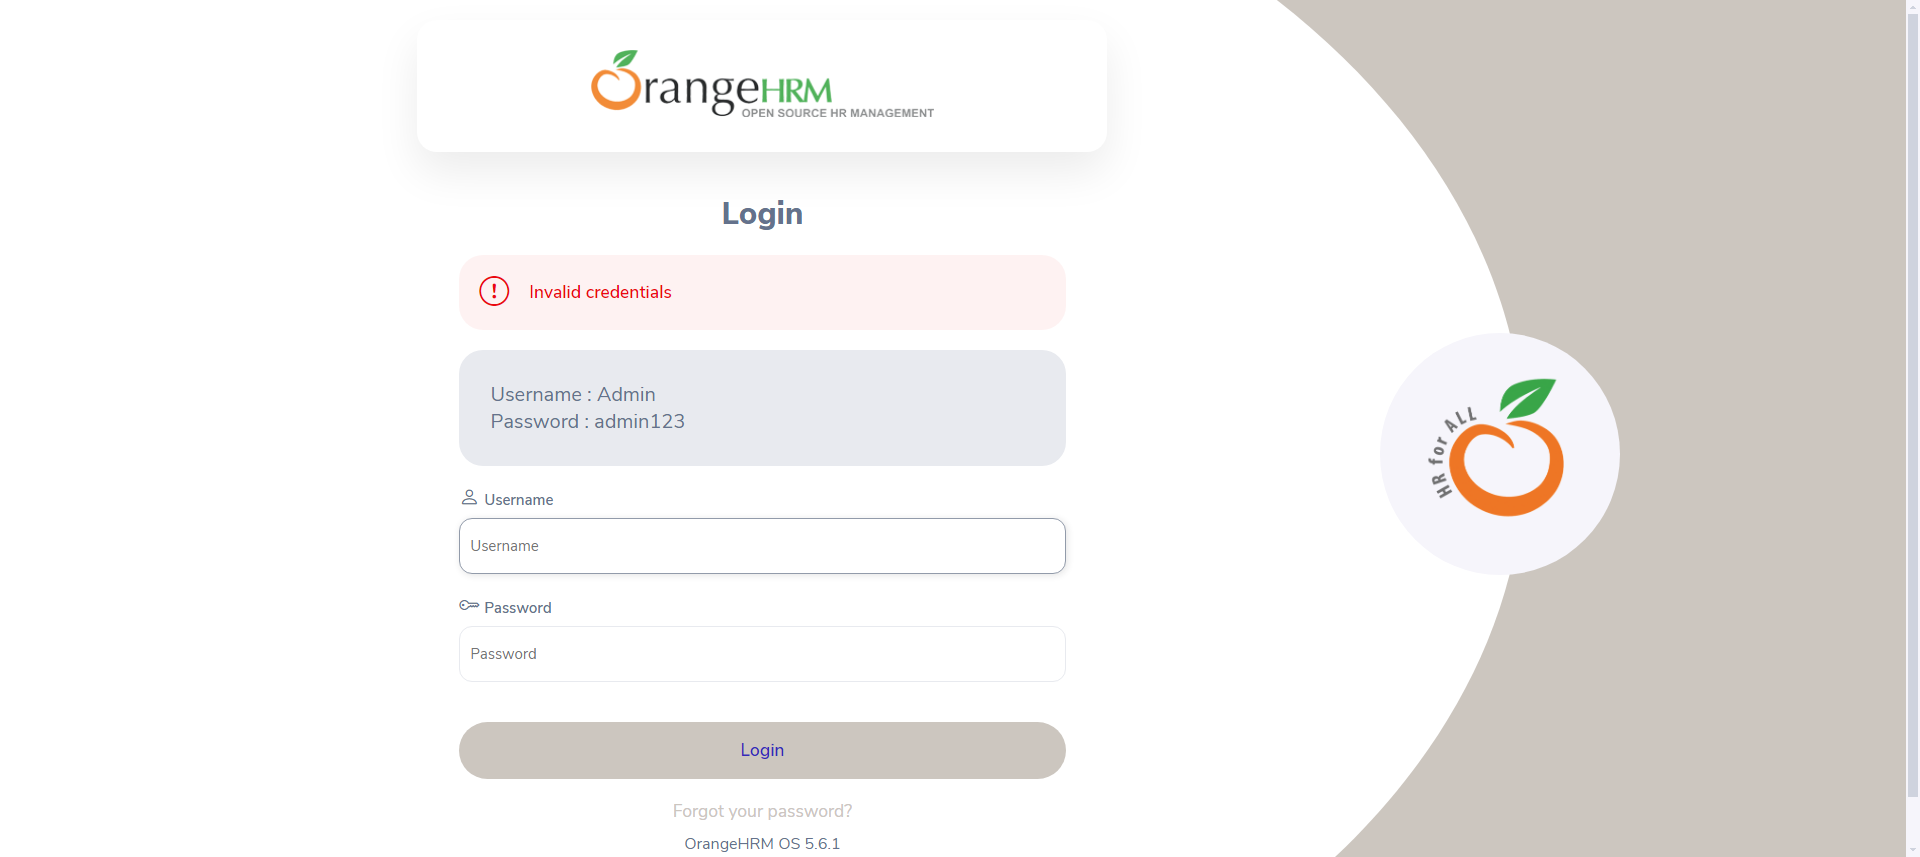 OrangeHRM
OPEN SOURCE HR MANAGEMENT
Login
Invalid credentials
Username : Admin
Password : admin123
Username
Username
Password
Password
Login
Forgot your password?
OrangeHRM OS 5.6.1
HR for ALL